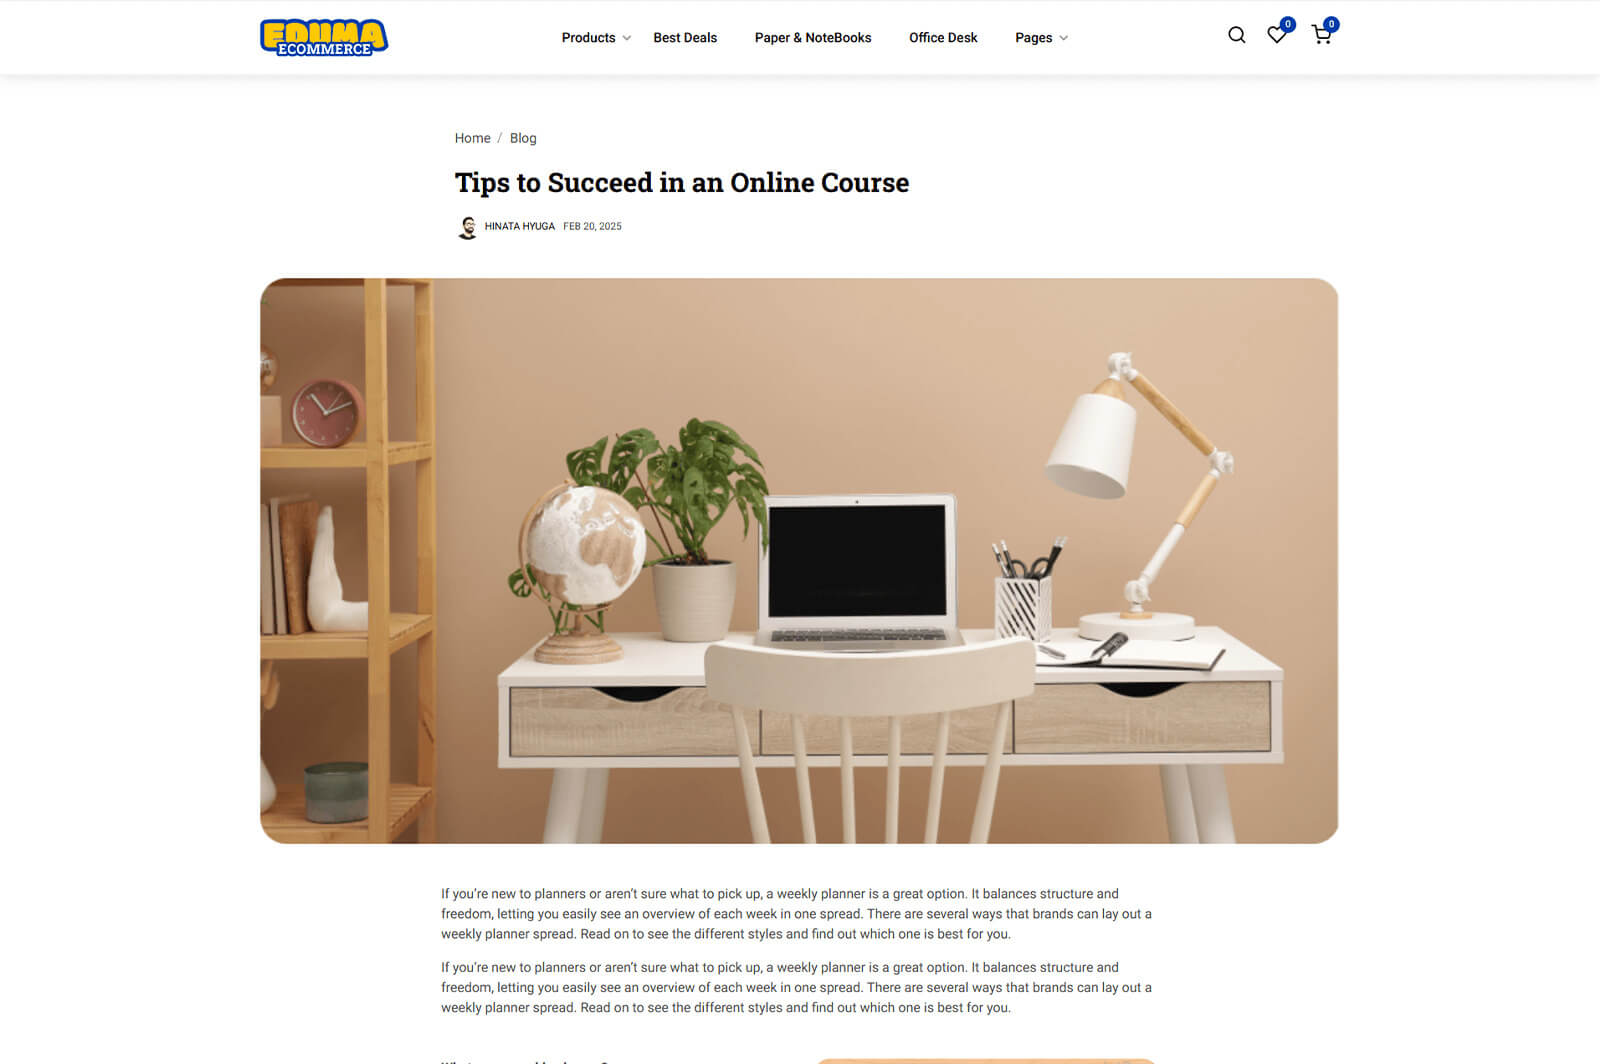 EDUMA
ECOMMERCE
Products
Best Deals
Paper & NoteBooks
Office Desk
Pages
0
0
Home / Blog
Tips to Succeed in an Online Course
HINATA HYUGA FEB 20, 2025
If you’re new to planners or aren’t sure what to pick up, a weekly planner is a great option. It balances structure and
freedom, letting you easily see an overview of each week in one spread. There are several ways that brands can lay out a
weekly planner spread. Read on to see the different styles and find out which one is best for you.
If you’re new to planners or aren’t sure what to pick up, a weekly planner is a great option. It balances structure and
freedom, letting you easily see an overview of each week in one spread. There are several ways that brands can lay out a
weekly planner spread. Read on to see the different styles and find out which one is best for you.